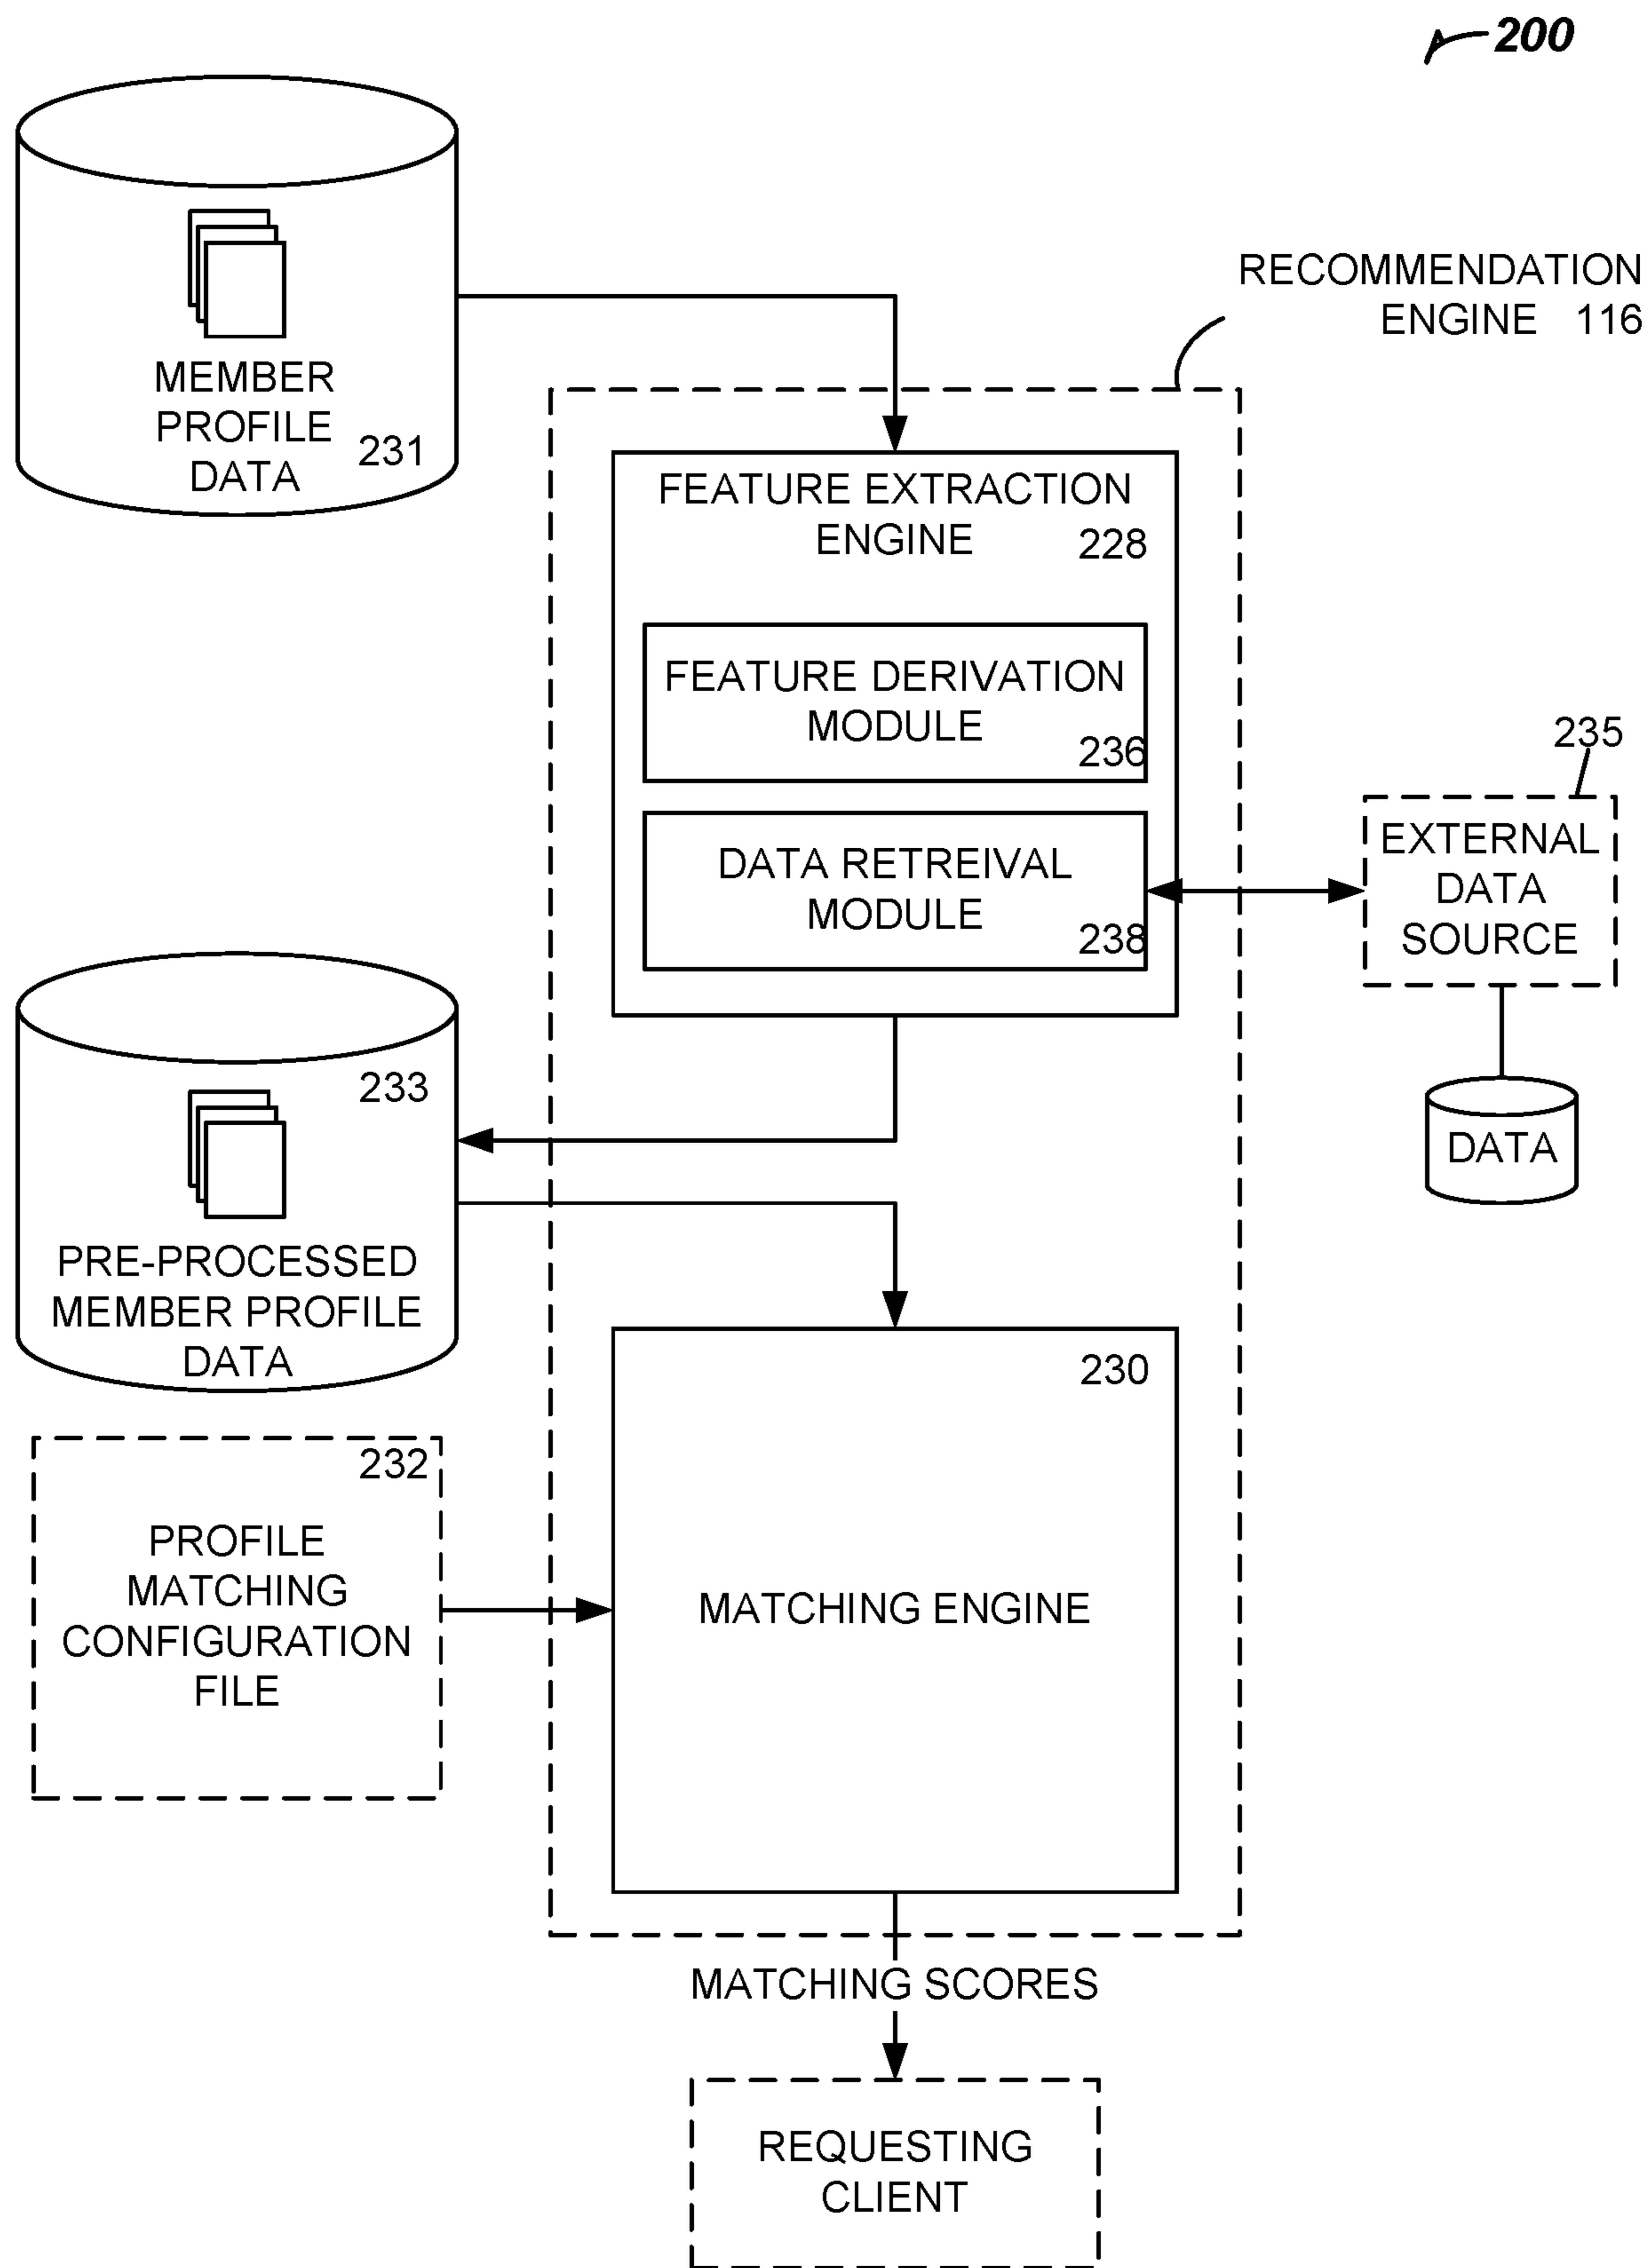 200
RECOMMENDATION
ENGINE 116
MEMBER
PROFILE
DATA
231
FEATURE EXTRACTION
ENGINE
228
FEATURE DERIVATION
MODULE
236
DATA RETREIVAL
MODULE
238
235
EXTERNAL
DATA
SOURCE
DATA
233
PRE-PROCESSED
MEMBER PROFILE
DATA
230
MATCHING ENGINE
232
PROFILE
MATCHING
CONFIGURATION
FILE
MATCHING SCORES
REQUESTING
CLIENT